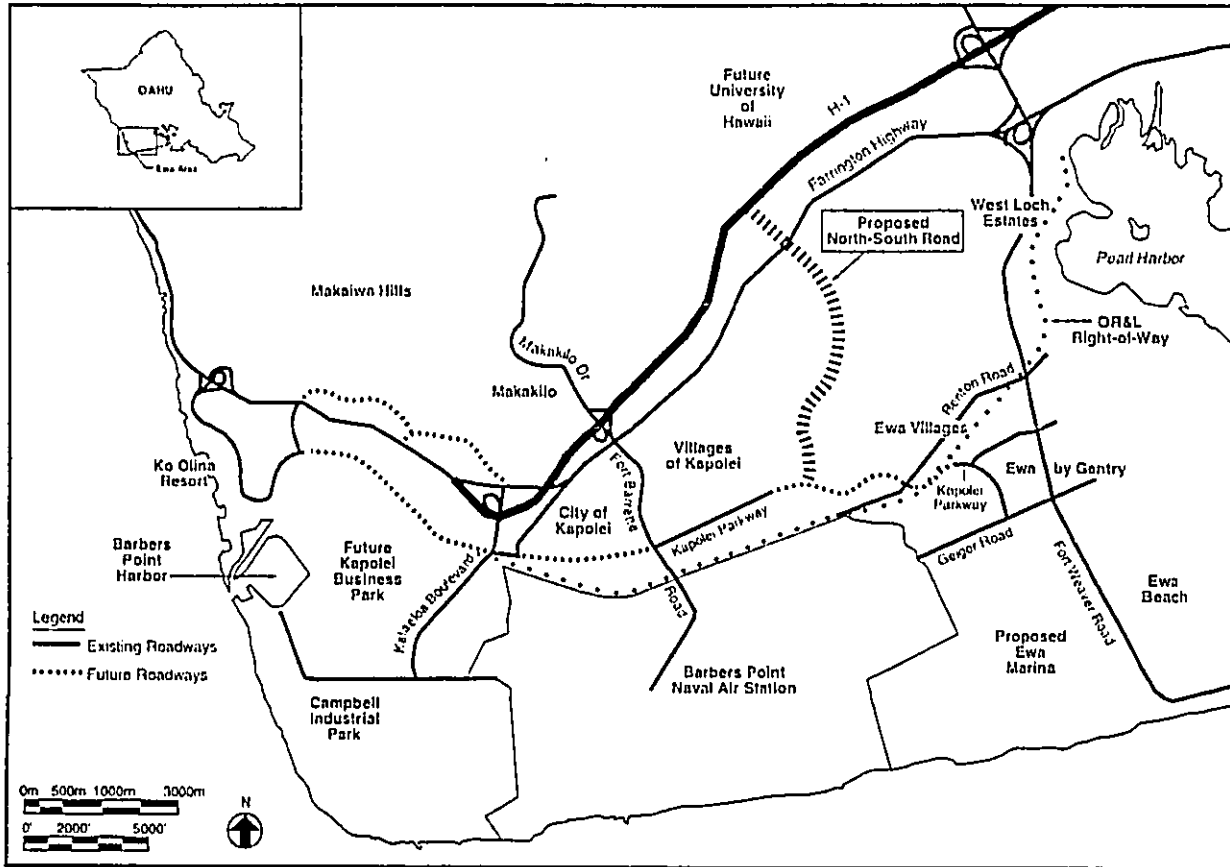 OAHU
Ewa Area
Future
University
of
Hawaii
H-1
Farrington Highway
Proposed
North-South Road
West Loch
Estates
Pearl Harbor
OR&L
Right-of-Way
Makaiwa Hills
Makakilo Dr
Makakilo
Renton Road
Ewa Villages
Villages
of Kapolei
Ko Olina
Resort
Fort Barrette
Road
City of
Kapolei
Kapolei Parkway
Kapolei
Parkway
Ewa by Gentry
Geiger Road
Fort Weaver Road
Ewa
Beach
Barbers
Point
Harbor
Future
Kapolei
Business
Park
Kalaeloa Boulevard
Legend
Existing Roadways
Future Roadways
Barbers Point
Naval Air Station
Proposed
Ewa
Marina
Campbell
Industrial
Park
0m 500m 1000m 3000m
0' 2000' 5000'
N